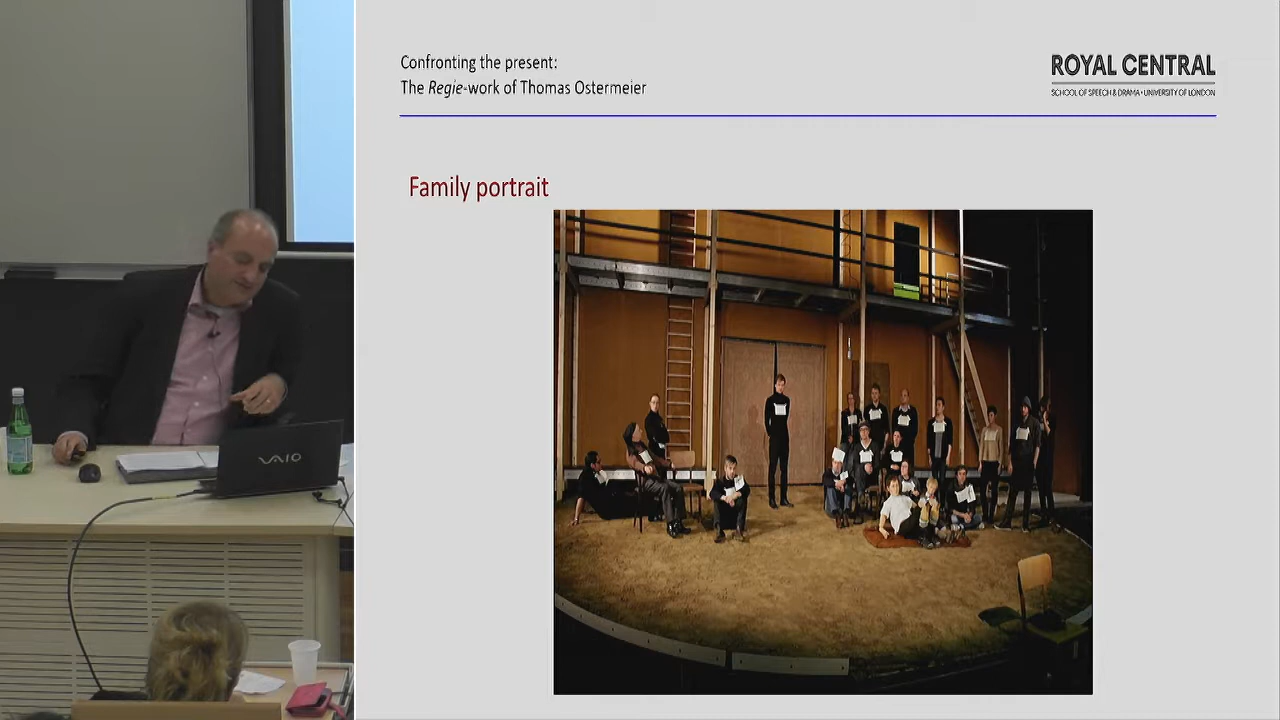 Confronting the present:
The Regie-work of Thomas Ostermeier
ROYAL CENTRAL
SCHOOL OF SPEECH & DRAMA • UNIVERSITY OF LONDON
Family portrait
VAIO